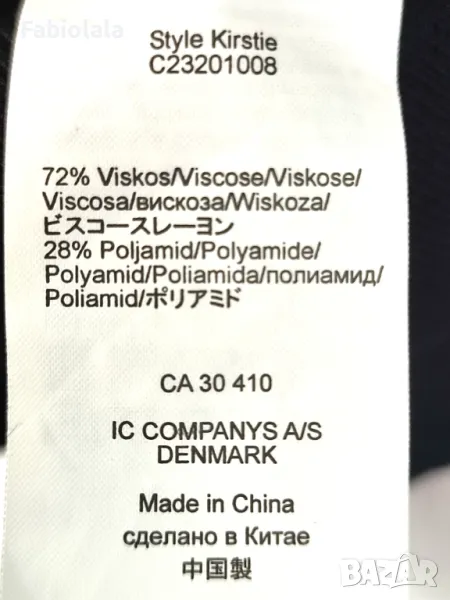 Fabiolala
Style Kirstie
C23201008
72% Viskos/Viscose/Viskose/
Viscosa/вискоза/Wiskoza/
ビスコースレーヨン
28% Poljamid/Polyamide/
Polyamid/Poliamida/полиамид/
Poliamid/ポリアミド
CA 30 410
IC COMPANYS A/S
DENMARK
Made in China
сделано в Китае
中国製
BAZAR